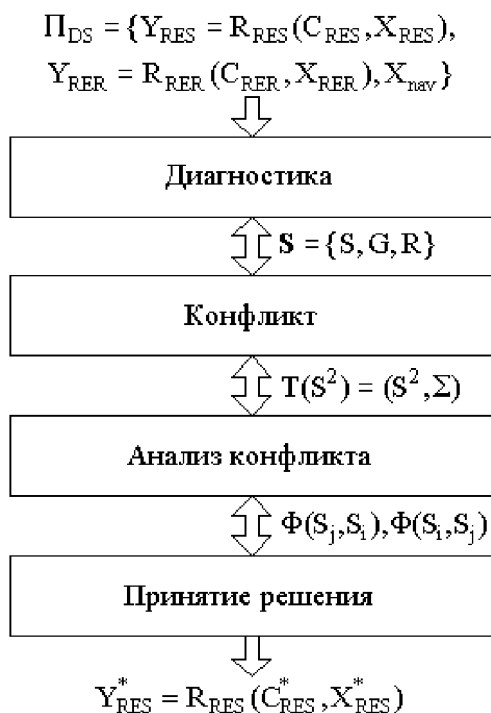 Π_DS = {Y_RES = R_RES(C_RES,X_RES),
Y_RER = R_RER(C_RER,X_RER),X_nav}
Диагностика
S = {S,G,R}
Конфликт
T(S²) = (S²,Σ)
Анализ конфликта
Φ(S_j,S_i),Φ(S_i,S_j)
Принятие решения
Y*_RES = R_RES(C*_RES,X*_RES)